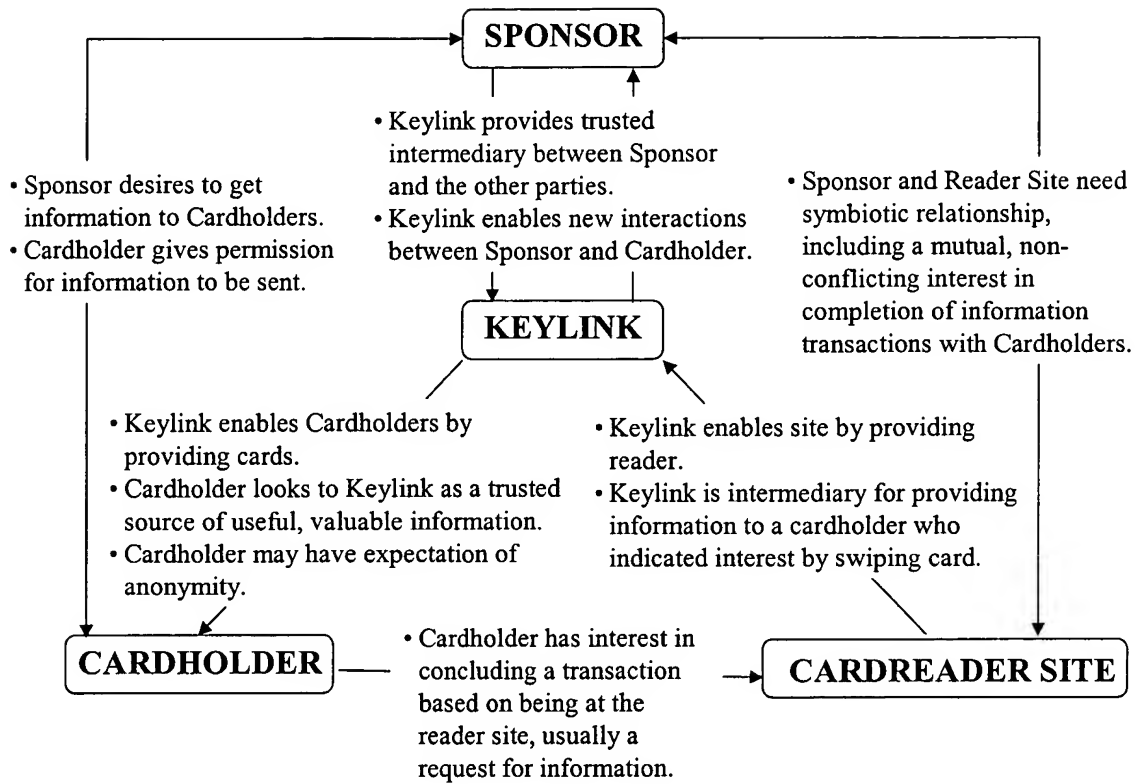 SPONSOR
• Keylink provides trusted
intermediary between Sponsor
and the other parties.
• Keylink enables new interactions
between Sponsor and Cardholder.
• Sponsor desires to get
information to Cardholders.
• Cardholder gives permission
for information to be sent.
• Sponsor and Reader Site need
symbiotic relationship,
including a mutual, non-
conflicting interest in
completion of information
transactions with Cardholders.
KEYLINK
• Keylink enables Cardholders by
providing cards.
• Cardholder looks to Keylink as a trusted
source of useful, valuable information.
• Cardholder may have expectation of
anonymity.
• Keylink enables site by providing
reader.
• Keylink is intermediary for providing
information to a cardholder who
indicated interest by swiping card.
CARDHOLDER
• Cardholder has interest in
concluding a transaction
based on being at the
reader site, usually a
request for information.
CARDREADER SITE